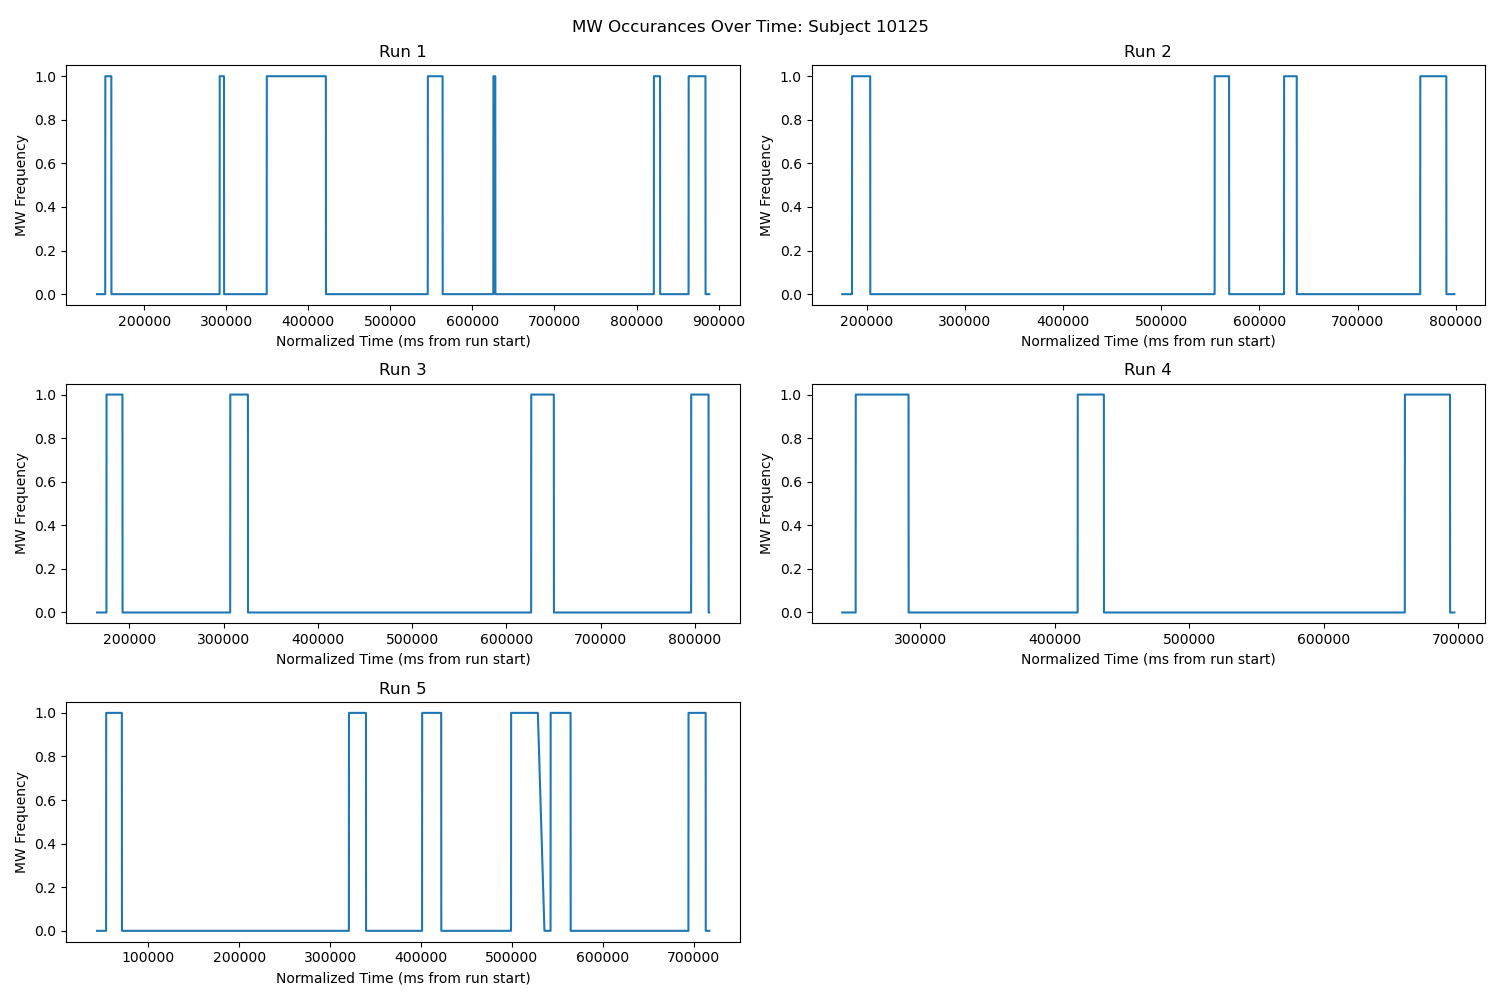 MW Occurances Over Time: Subject 10125
Run 1
1.0
0.8
0.6
0.4
0.2
0.0
MW Frequency
200000 300000 400000 500000 600000 700000 800000 900000
Normalized Time (ms from run start)
Run 2
1.0
0.8
0.6
0.4
0.2
0.0
MW Frequency
200000 300000 400000 500000 600000 700000 800000
Normalized Time (ms from run start)
Run 3
1.0
0.8
0.6
0.4
0.2
0.0
MW Frequency
200000 300000 400000 500000 600000 700000 800000
Normalized Time (ms from run start)
Run 4
1.0
0.8
0.6
0.4
0.2
0.0
MW Frequency
300000 400000 500000 600000 700000
Normalized Time (ms from run start)
Run 5
1.0
0.8
0.6
0.4
0.2
0.0
MW Frequency
100000 200000 300000 400000 500000 600000 700000
Normalized Time (ms from run start)